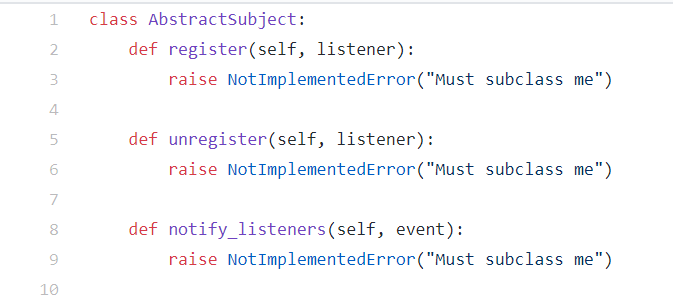 1 class AbstractSubject:
2     def register(self, listener):
3         raise NotImplementedError("Must subclass me")
4
5     def unregister(self, listener):
6         raise NotImplementedError("Must subclass me")
7
8     def notify_listeners(self, event):
9         raise NotImplementedError("Must subclass me")
10